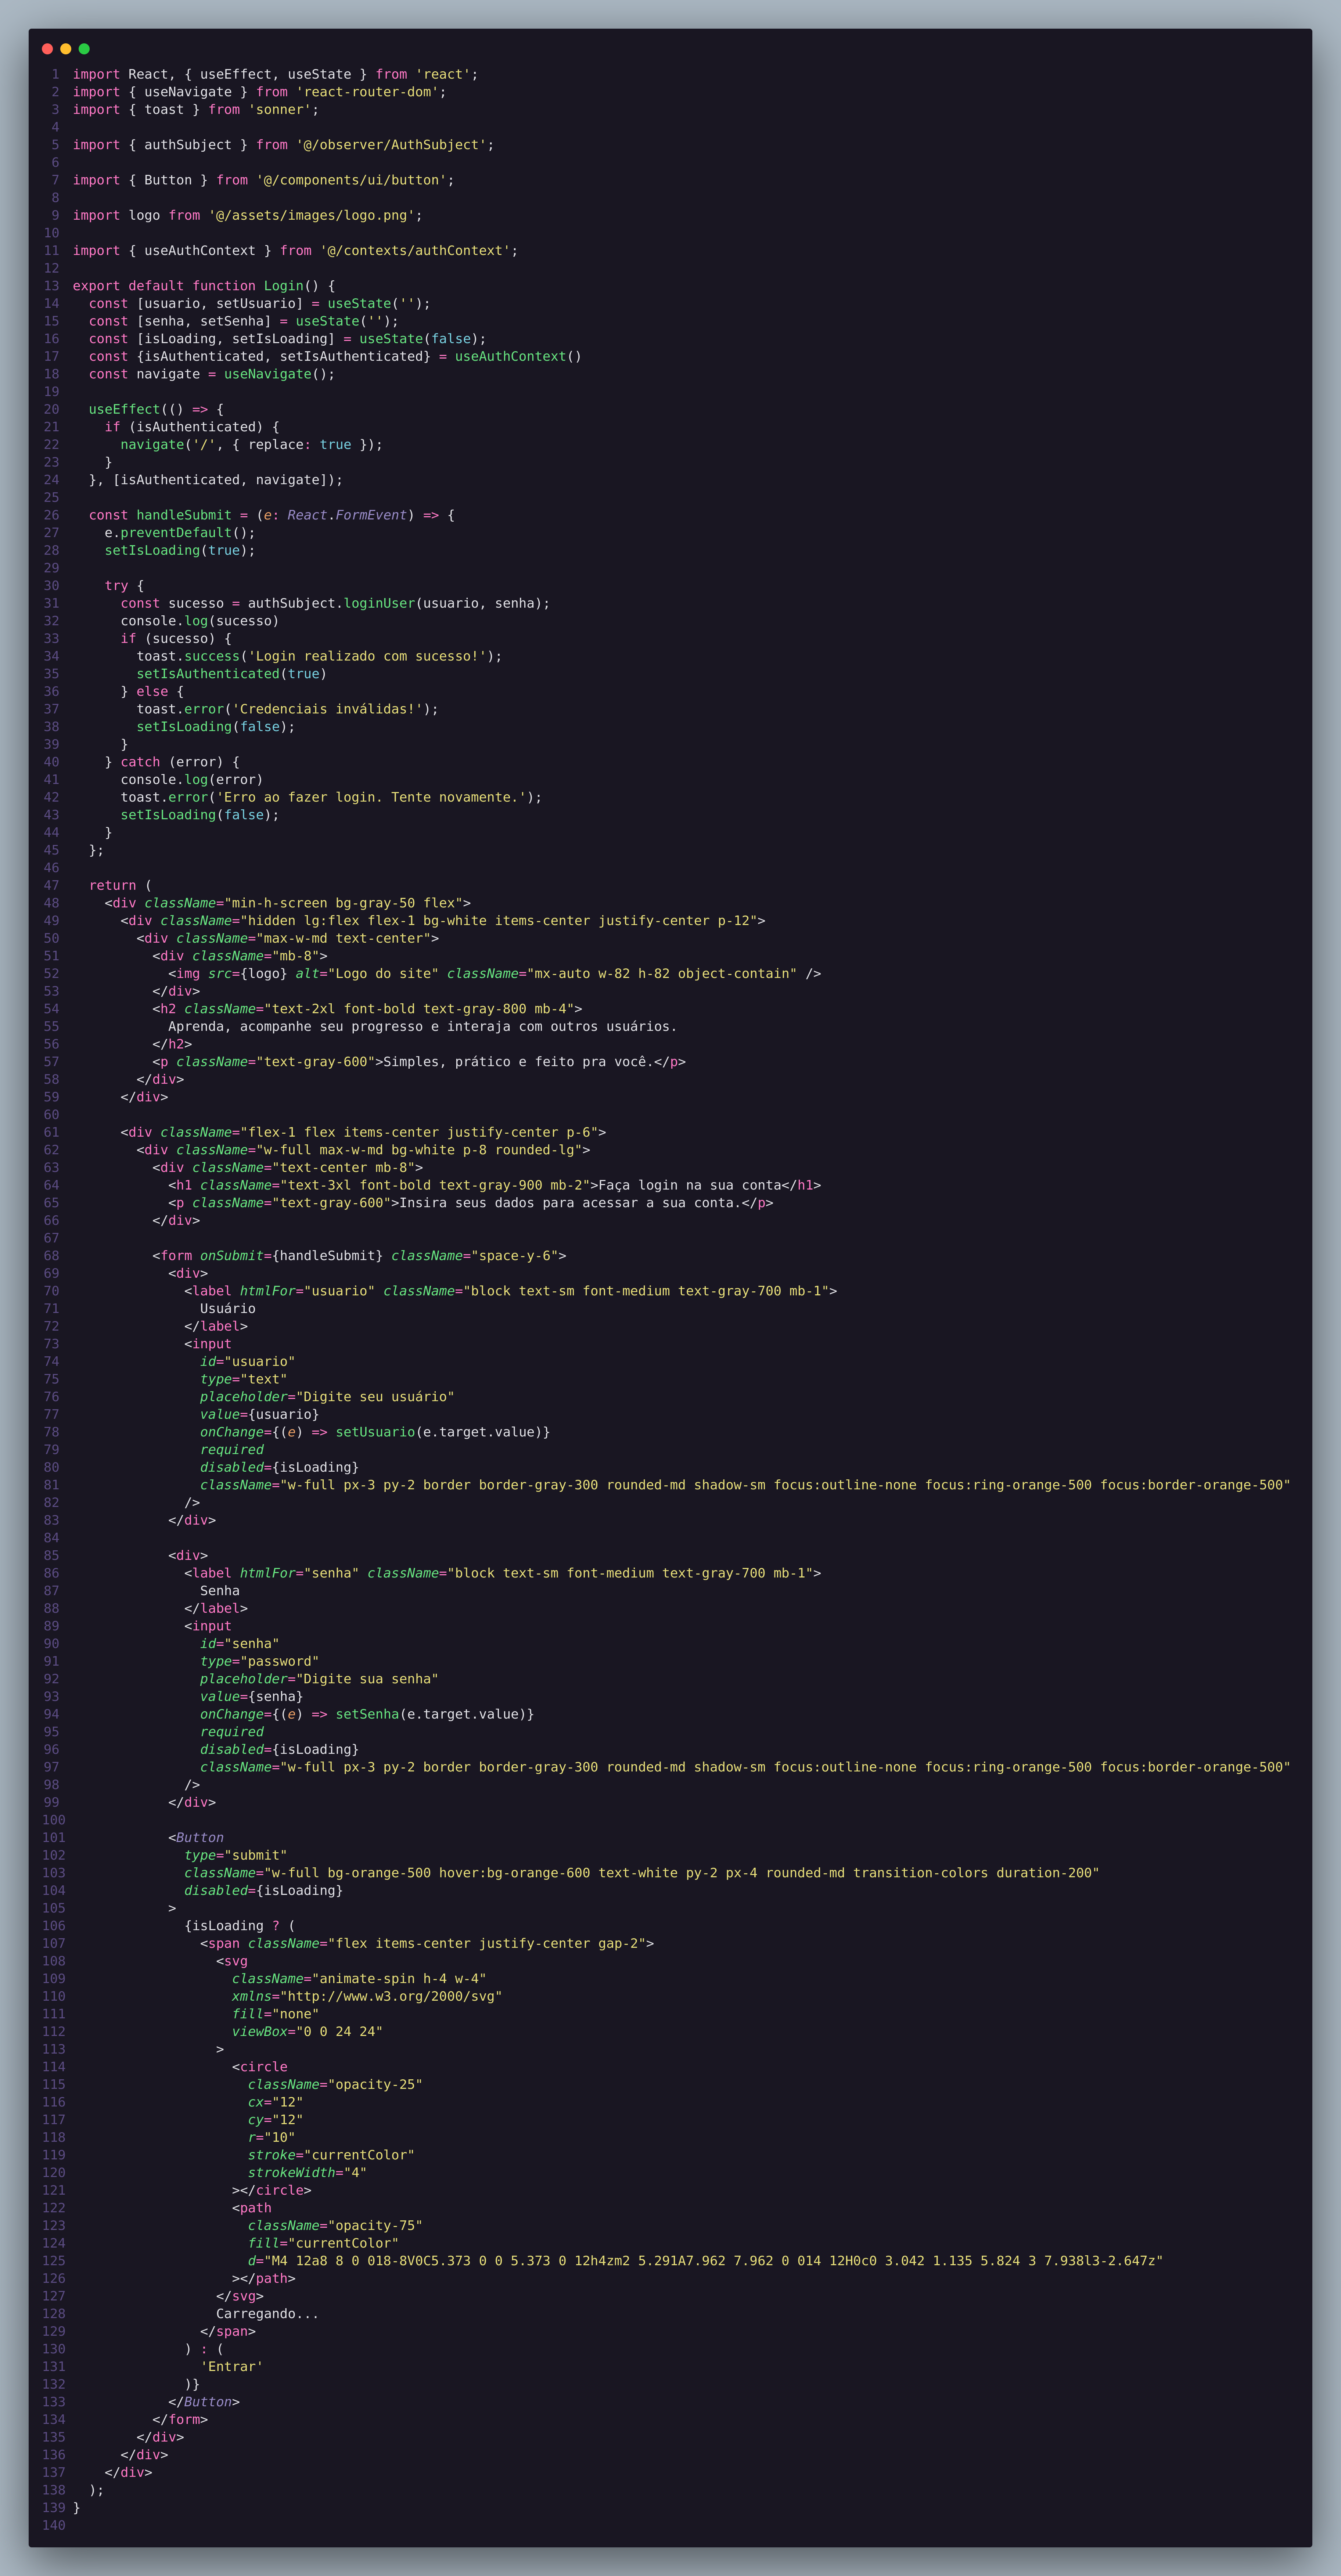 1 import React, { useEffect, useState } from 'react';
2 import { useNavigate } from 'react-router-dom';
3 import { toast } from 'sonner';
4
5 import { authSubject } from '@/observer/AuthSubject';
6
7 import { Button } from '@/components/ui/button';
8
9 import logo from '@/assets/images/logo.png';
10
11 import { useAuthContext } from '@/contexts/authContext';
12
13 export default function Login() {
14   const [usuario, setUsuario] = useState('');
15   const [senha, setSenha] = useState('');
16   const [isLoading, setIsLoading] = useState(false);
17   const {isAuthenticated, setIsAuthenticated} = useAuthContext()
18   const navigate = useNavigate();
19
20   useEffect(() => {
21     if (isAuthenticated) {
22       navigate('/', { replace: true });
23     }
24   }, [isAuthenticated, navigate]);
25
26   const handleSubmit = (e: React.FormEvent) => {
27     e.preventDefault();
28     setIsLoading(true);
29
30     try {
31       const sucesso = authSubject.loginUser(usuario, senha);
32       console.log(sucesso)
33       if (sucesso) {
34         toast.success('Login realizado com sucesso!');
35         setIsAuthenticated(true)
36       } else {
37         toast.error('Credenciais inválidas!');
38         setIsLoading(false);
39       }
40     } catch (error) {
41       console.log(error)
42       toast.error('Erro ao fazer login. Tente novamente.');
43       setIsLoading(false);
44     }
45   };
46
47   return (
48     <div className="min-h-screen bg-gray-50 flex">
49       <div className="hidden lg:flex flex-1 bg-white items-center justify-center p-12">
50         <div className="max-w-md text-center">
51           <div className="mb-8">
52             <img src={logo} alt="Logo do site" className="mx-auto w-82 h-82 object-contain" />
53           </div>
54           <h2 className="text-2xl font-bold text-gray-800 mb-4">
55             Aprenda, acompanhe seu progresso e interaja com outros usuários.
56           </h2>
57           <p className="text-gray-600">Simples, prático e feito pra você.</p>
58         </div>
59       </div>
60
61       <div className="flex-1 flex items-center justify-center p-6">
62         <div className="w-full max-w-md bg-white p-8 rounded-lg">
63           <div className="text-center mb-8">
64             <h1 className="text-3xl font-bold text-gray-900 mb-2">Faça login na sua conta</h1>
65             <p className="text-gray-600">Insira seus dados para acessar a sua conta.</p>
66           </div>
67
68           <form onSubmit={handleSubmit} className="space-y-6">
69             <div>
70               <label htmlFor="usuario" className="block text-sm font-medium text-gray-700 mb-1">
71                 Usuário
72               </label>
73               <input
74                 id="usuario"
75                 type="text"
76                 placeholder="Digite seu usuário"
77                 value={usuario}
78                 onChange={(e) => setUsuario(e.target.value)}
79                 required
80                 disabled={isLoading}
81                 className="w-full px-3 py-2 border border-gray-300 rounded-md shadow-sm focus:outline-none focus:ring-orange-500 focus:border-orange-500"
82               />
83             </div>
84
85             <div>
86               <label htmlFor="senha" className="block text-sm font-medium text-gray-700 mb-1">
87                 Senha
88               </label>
89               <input
90                 id="senha"
91                 type="password"
92                 placeholder="Digite sua senha"
93                 value={senha}
94                 onChange={(e) => setSenha(e.target.value)}
95                 required
96                 disabled={isLoading}
97                 className="w-full px-3 py-2 border border-gray-300 rounded-md shadow-sm focus:outline-none focus:ring-orange-500 focus:border-orange-500"
98               />
99             </div>
100
101             <Button
102               type="submit"
103               className="w-full bg-orange-500 hover:bg-orange-600 text-white py-2 px-4 rounded-md transition-colors duration-200"
104               disabled={isLoading}
105             >
106               {isLoading ? (
107                 <span className="flex items-center justify-center gap-2">
108                   <svg
109                     className="animate-spin h-4 w-4"
110                     xmlns="http://www.w3.org/2000/svg"
111                     fill="none"
112                     viewBox="0 0 24 24"
113                   >
114                     <circle
115                       className="opacity-25"
116                       cx="12"
117                       cy="12"
118                       r="10"
119                       stroke="currentColor"
120                       strokeWidth="4"
121                     ></circle>
122                     <path
123                       className="opacity-75"
124                       fill="currentColor"
125                       d="M4 12a8 8 0 018-8V0C5.373 0 0 5.373 0 12h4zm2 5.291A7.962 7.962 0 014 12H0c0 3.042 1.135 5.824 3 7.938l3-2.647z"
126                     ></path>
127                   </svg>
128                   Carregando...
129                 </span>
130               ) : (
131                 'Entrar'
132               )}
133             </Button>
134           </form>
135         </div>
136       </div>
137     </div>
138   );
139 }
140